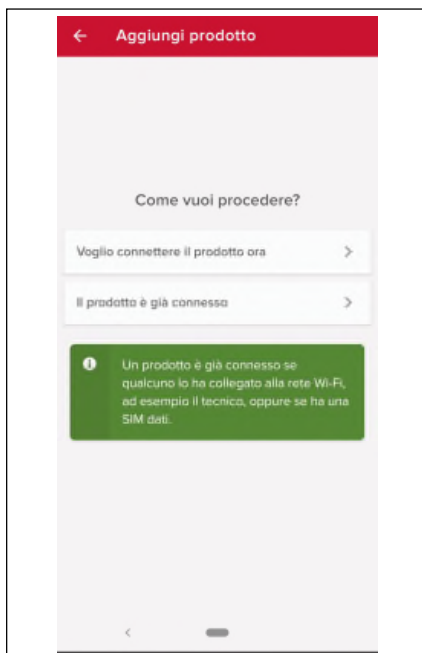 Aggiungi prodotto
Come vuoi procedere?
Voglio connettere il prodotto ora
Il prodotto è già connesso
Un prodotto è già connesso se
qualcuno lo ha collegato alla rete Wi-Fi,
ad esempio il tecnico, oppure se ha una
SIM dati.